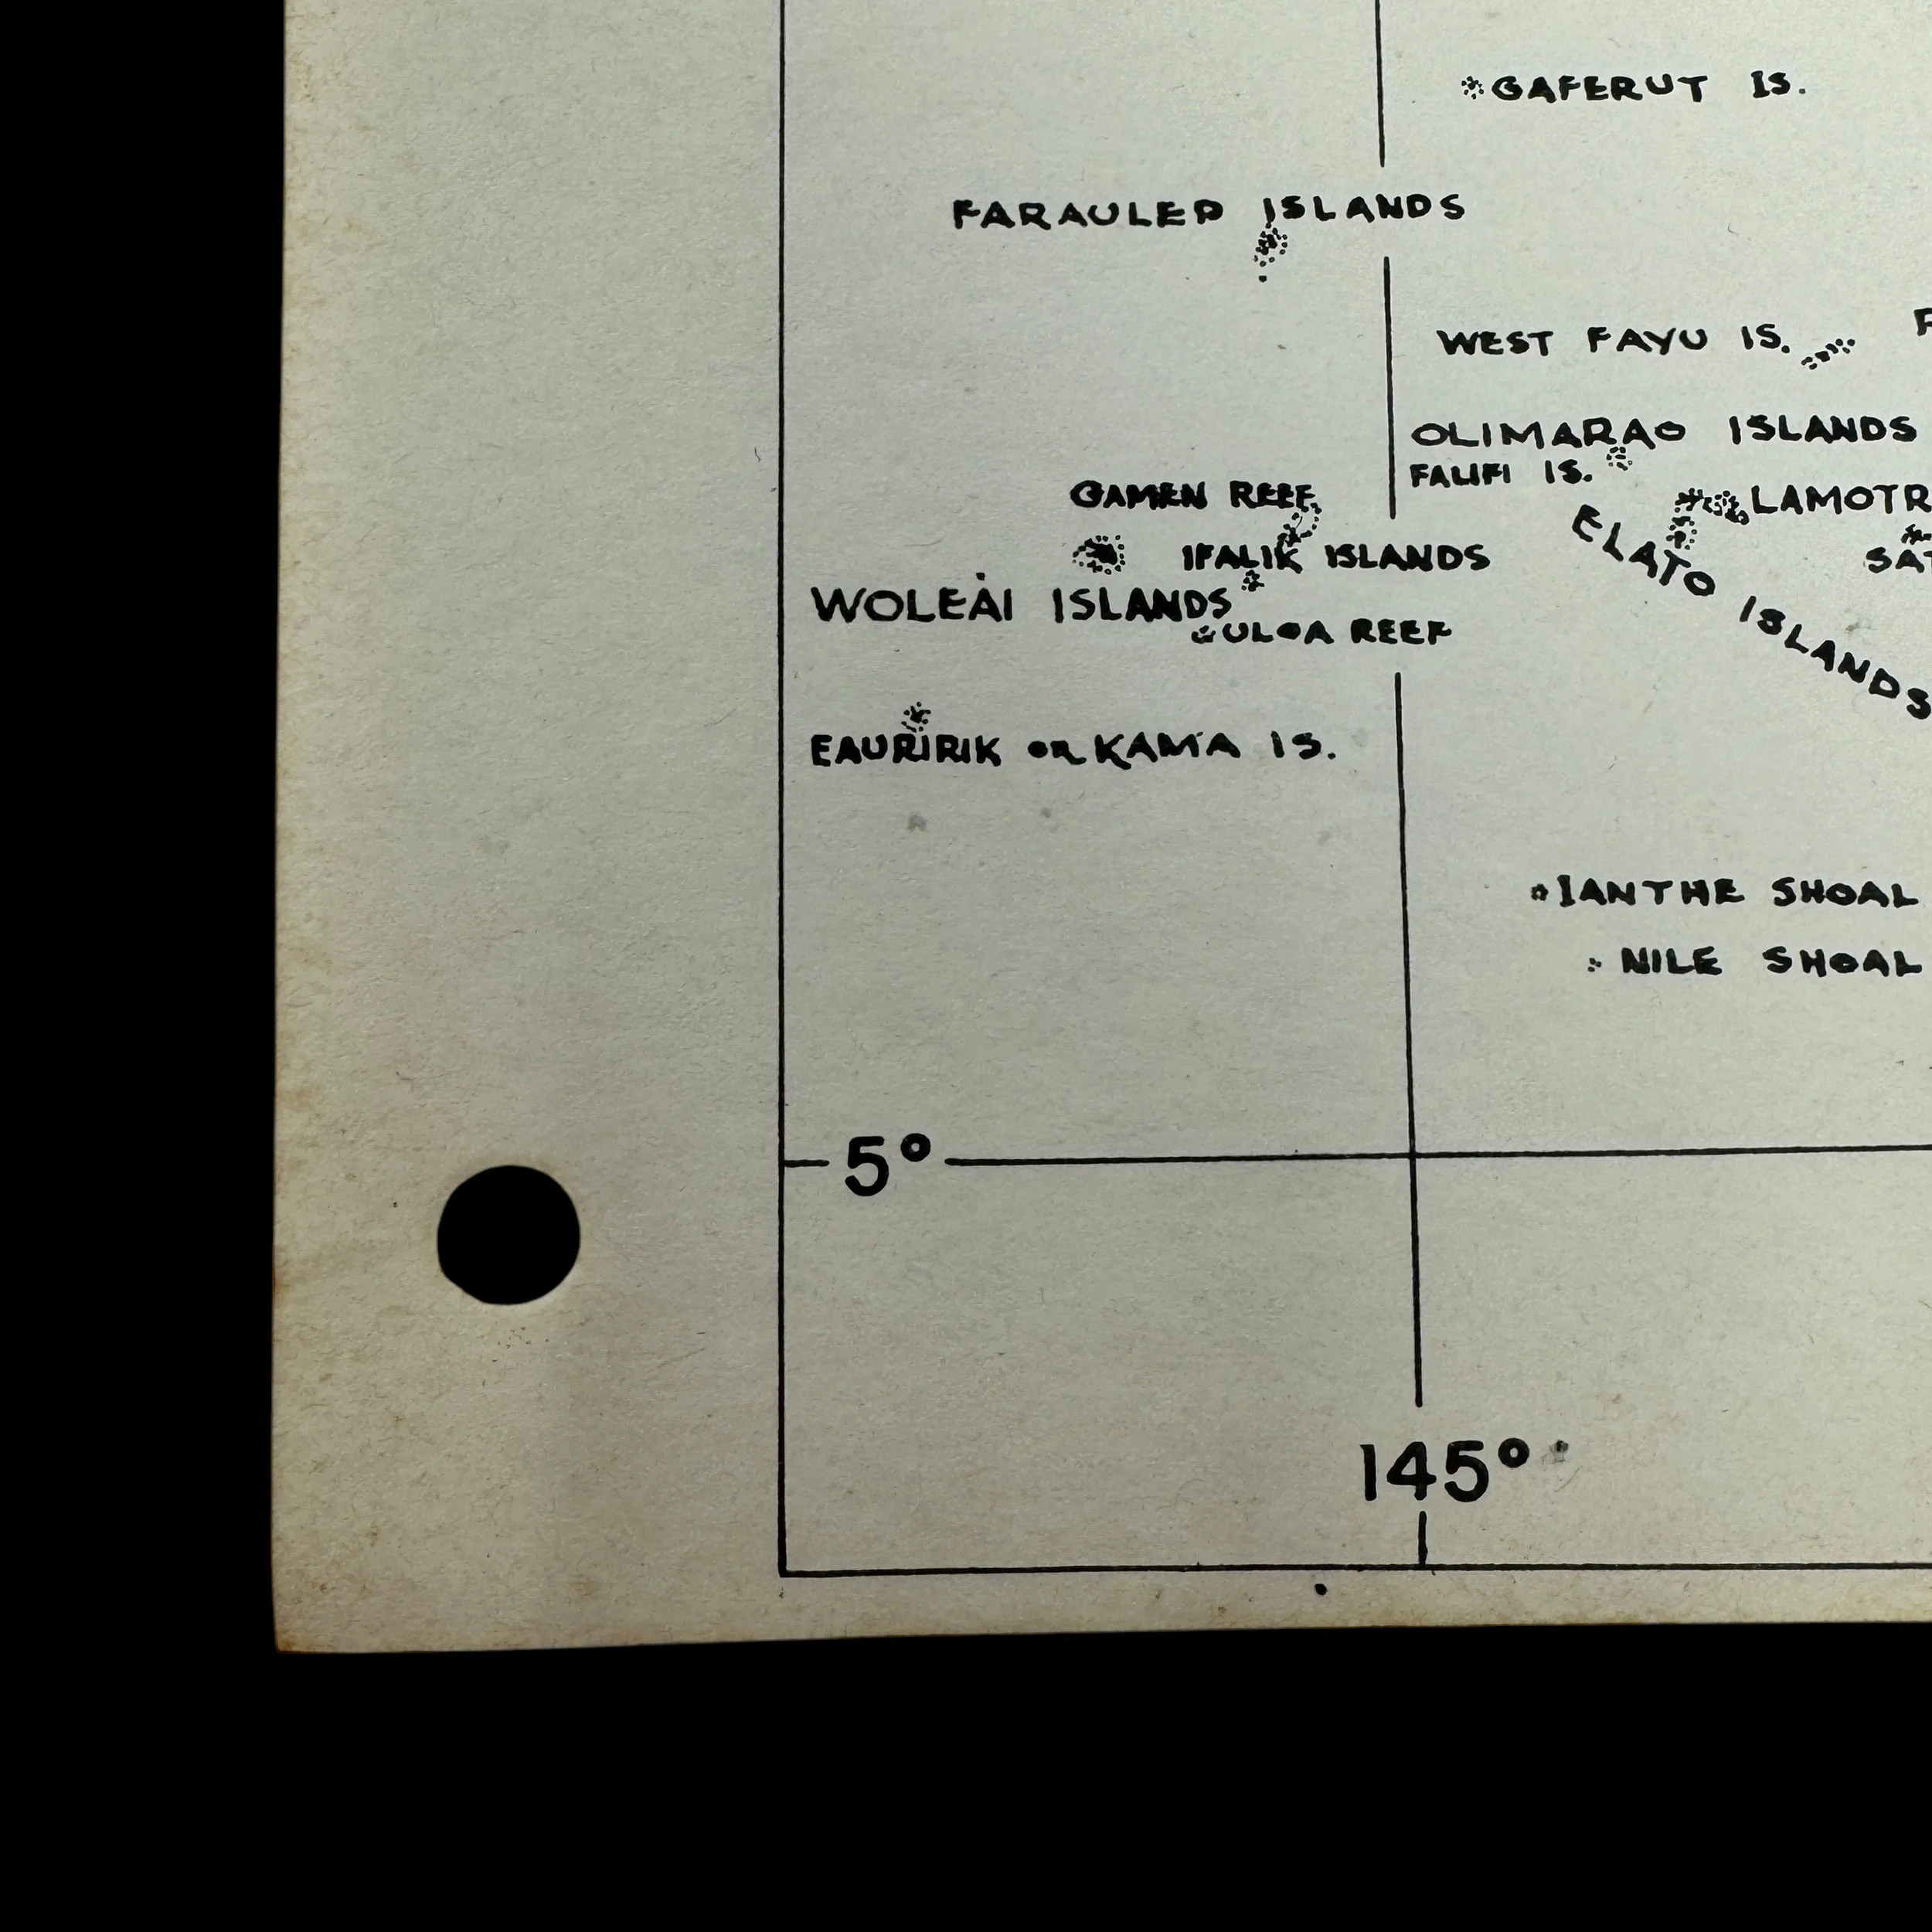 GAFERUT IS.
FARAULEP ISLANDS
WEST FAYU IS.
OLIMARAO ISLANDS
FALIFI IS.
GAMEN REEF
LAMOTR
ELATO ISLANDS
IFALIK ISLANDS
SAT
WOLEAI ISLANDS
ULOA REEF
EAURIRIK OR KAMA IS.
IANTHE SHOAL
NILE SHOAL
5°
145°